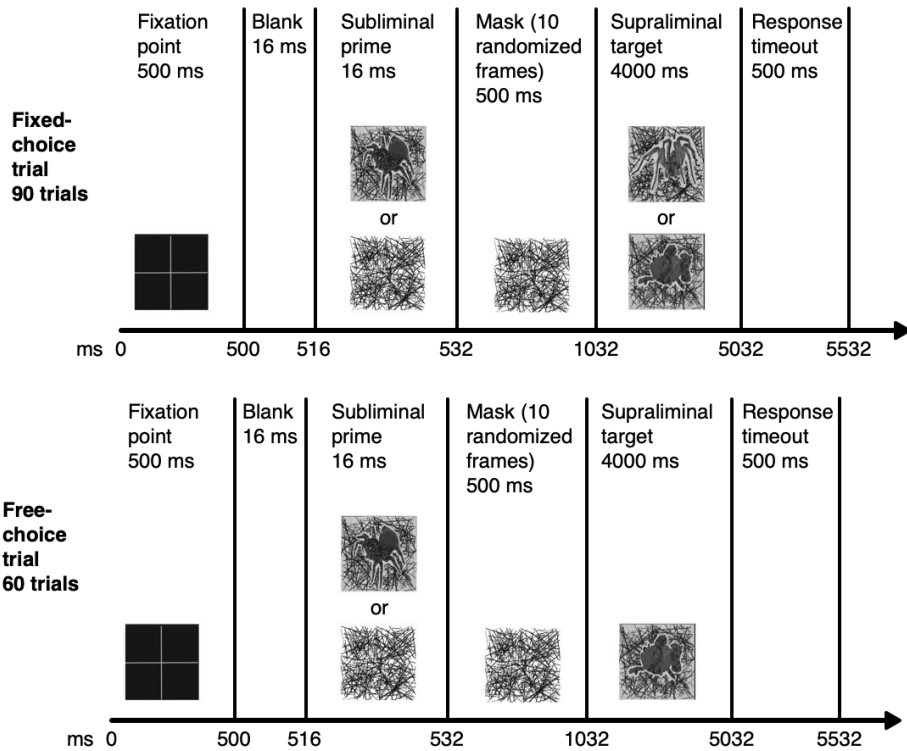 Fixation
point
500 ms
Blank
16 ms
Subliminal
prime
16 ms
Mask (10
randomized
frames)
500 ms
Supraliminal
target
4000 ms
Response
timeout
500 ms
Fixed-
choice
trial
90 trials
or
or
ms 0 500 516 532 1032 5032 5532
Fixation
point
500 ms
Blank
16 ms
Subliminal
prime
16 ms
Mask (10
randomized
frames)
500 ms
Supraliminal
target
4000 ms
Response
timeout
500 ms
Free-
choice
trial
60 trials
or
ms 0 500 516 532 1032 5032 5532